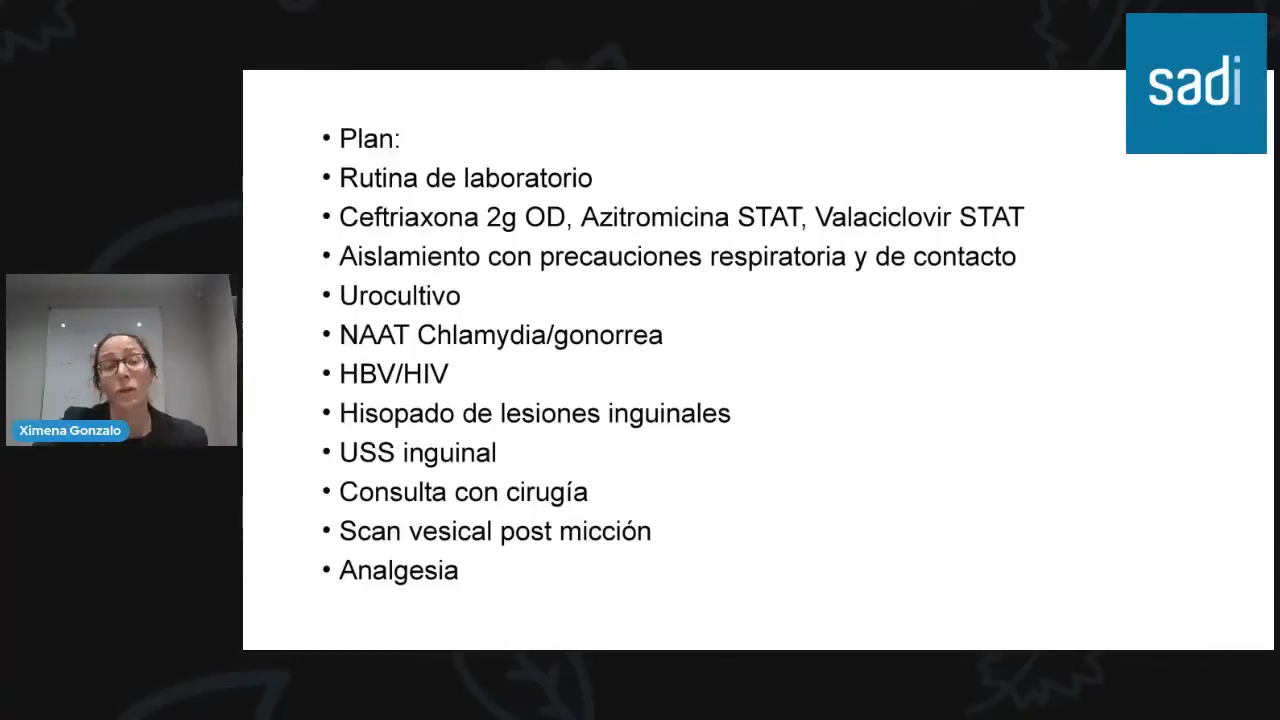 sadi
• Plan:
• Rutina de laboratorio
• Ceftriaxona 2g OD, Azitromicina STAT, Valaciclovir STAT
• Aislamiento con precauciones respiratoria y de contacto
• Urocultivo
• NAAT Chlamydia/gonorrea
• HBV/HIV
• Hisopado de lesiones inguinales
• USS inguinal
• Consulta con cirugía
• Scan vesical post micción
• Analgesia
Ximena Gonzalo